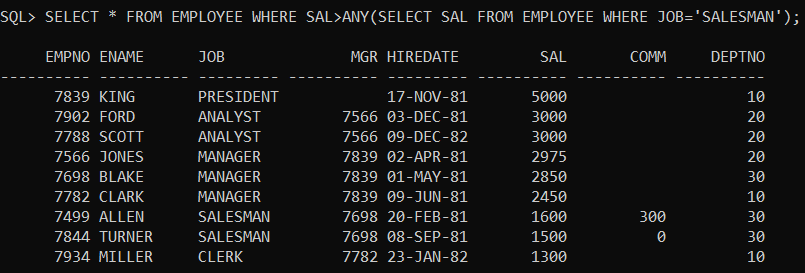 SQL> SELECT * FROM EMPLOYEE WHERE SAL>ANY(SELECT SAL FROM EMPLOYEE WHERE JOB='SALESMAN');
EMPNO ENAME JOB MGR HIREDATE SAL COMM DEPTNO
---------- ---------- --------- ---------- --------- ---------- ---------- ----------
7839 KING PRESIDENT 17-NOV-81 5000 10
7902 FORD ANALYST 7566 03-DEC-81 3000 20
7788 SCOTT ANALYST 7566 09-DEC-82 3000 20
7566 JONES MANAGER 7839 02-APR-81 2975 20
7698 BLAKE MANAGER 7839 01-MAY-81 2850 30
7782 CLARK MANAGER 7839 09-JUN-81 2450 10
7499 ALLEN SALESMAN 7698 20-FEB-81 1600 300 30
7844 TURNER SALESMAN 7698 08-SEP-81 1500 0 30
7934 MILLER CLERK 7782 23-JAN-82 1300 10